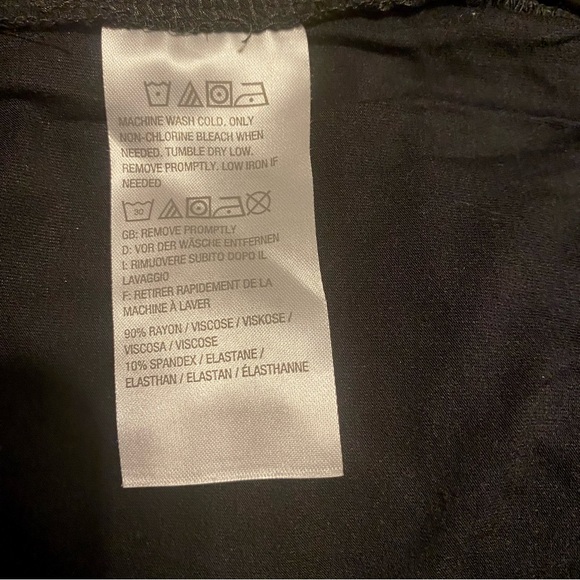 MACHINE WASH COLD, ONLY
NON-CHLORINE BLEACH WHEN
NEEDED. TUMBLE DRY LOW.
REMOVE PROMPTLY. LOW IRON IF
NEEDED
30
GB: REMOVE PROMPTLY
D: VOR DER WÄSCHE ENTFERNEN
I: RIMUOVERE SUBITO DOPO IL
LAVAGGIO
F: RETIRER RAPIDEMENT DE LA
MACHINE À LAVER
90% RAYON / VISCOSE / VISKOSE /
VISCOSA / VISCOSE
10% SPANDEX / ELASTANE /
ELASTHAN / ELASTAN / ÉLASTHANNE